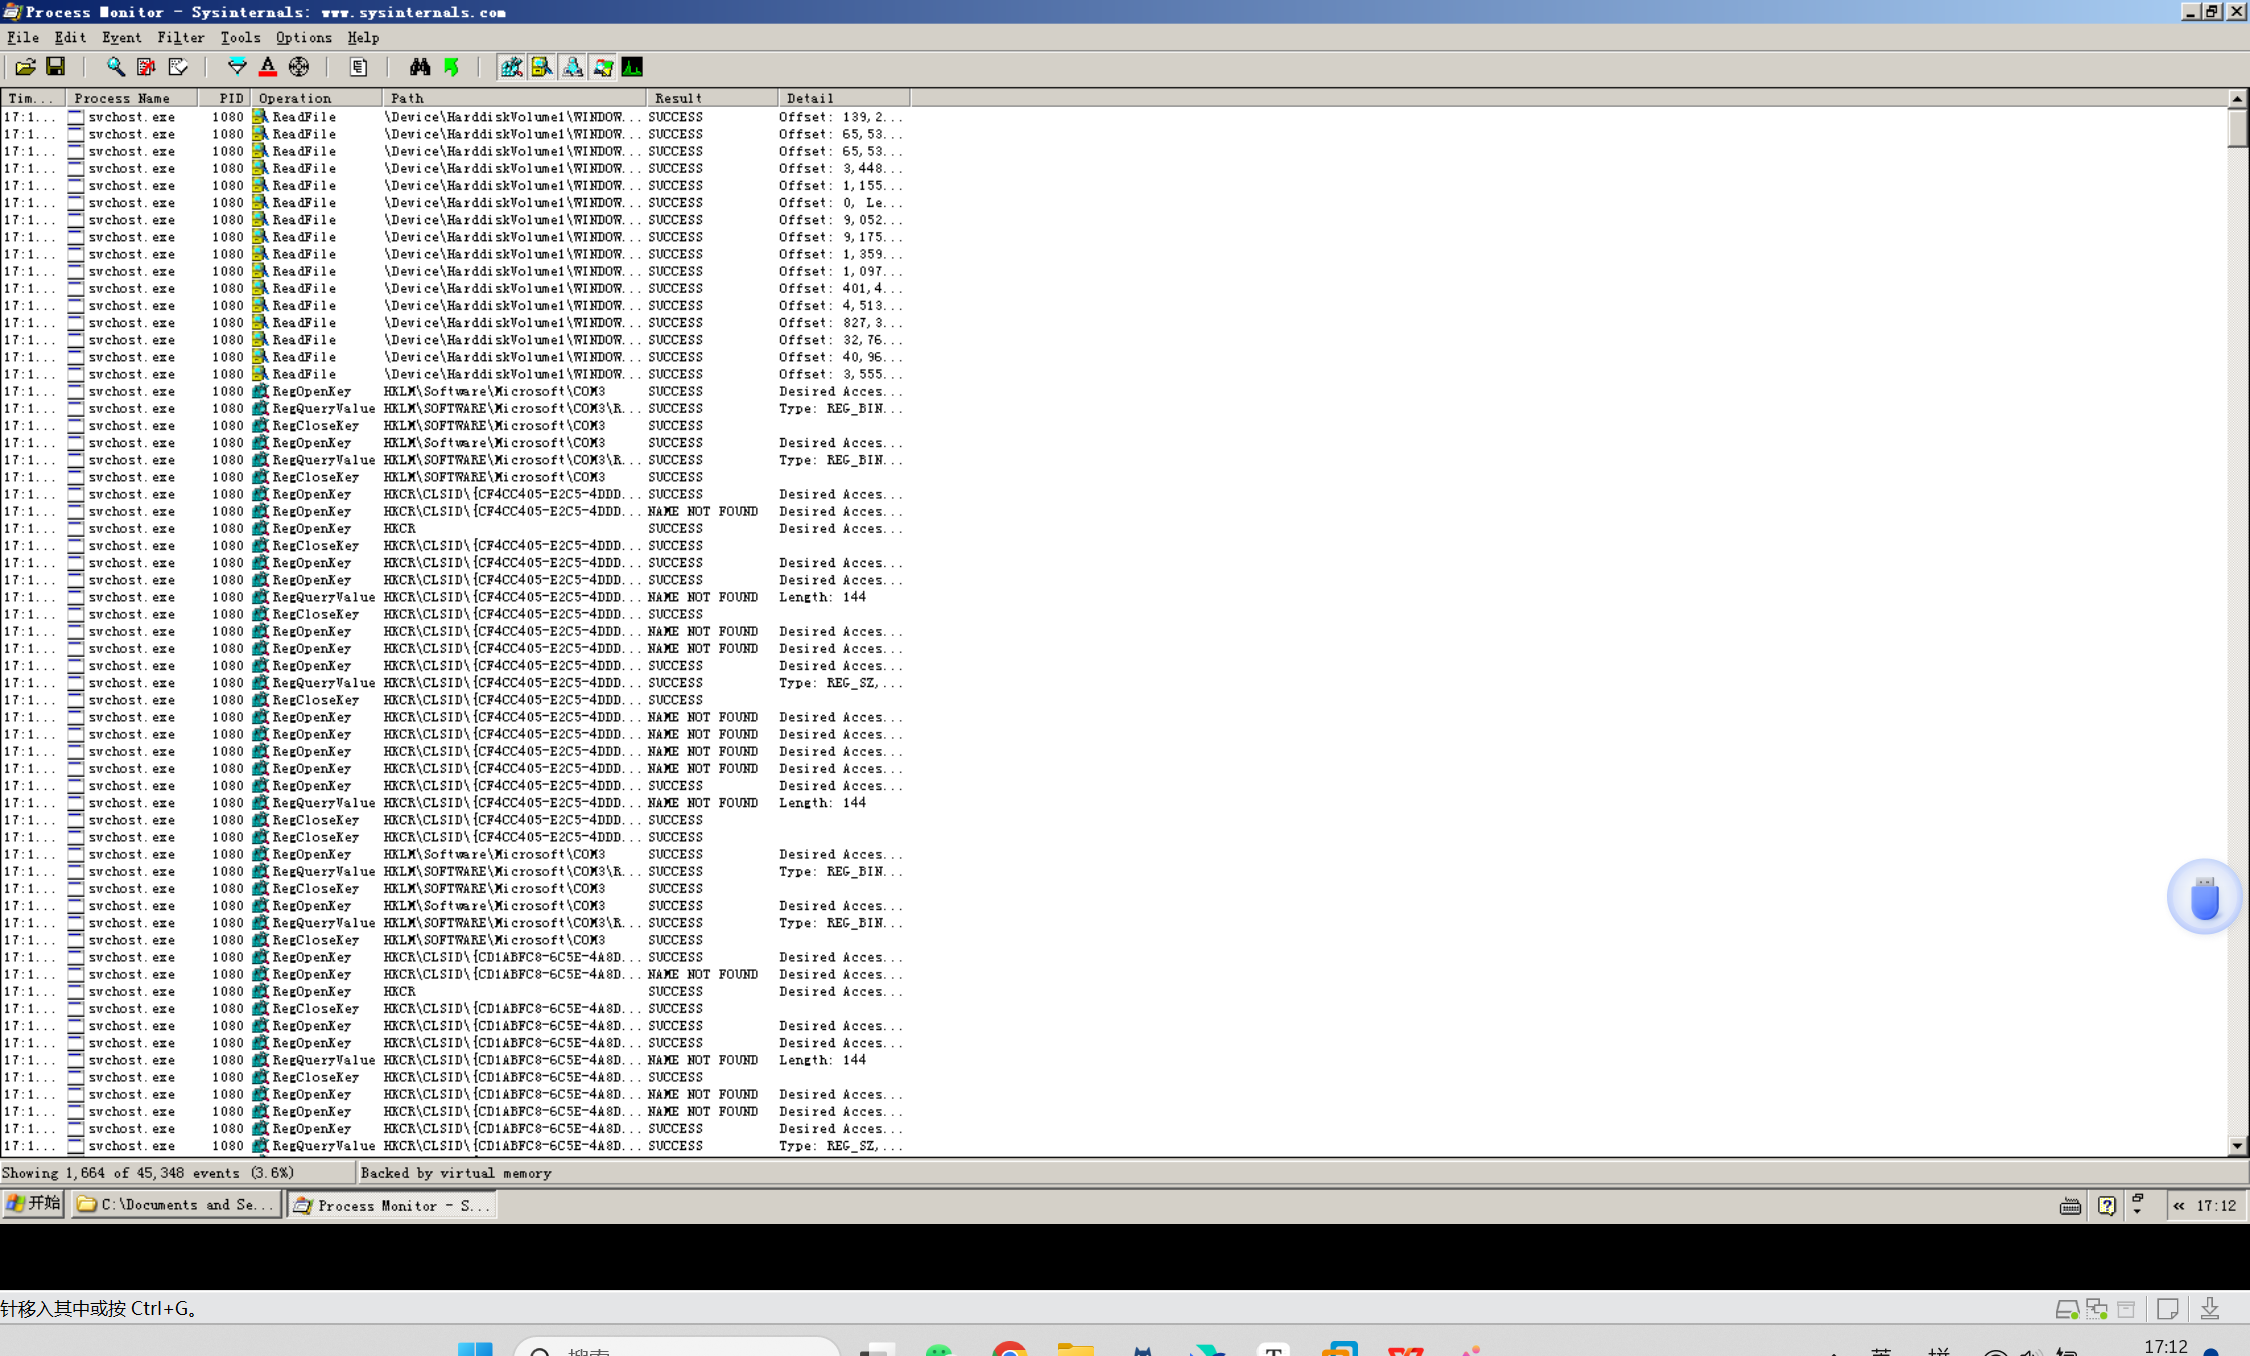 Process Monitor - Sysinternals: www.sysinternals.com
File Edit Event Filter Tools Options Help
Tim... Process Name PID Operation Path Result Detail
17:1... svchost.exe 1080 ReadFile \Device\HarddiskVolume1\WINDOW... SUCCESS Offset: 139,2...
17:1... svchost.exe 1080 ReadFile \Device\HarddiskVolume1\WINDOW... SUCCESS Offset: 65,53...
17:1... svchost.exe 1080 ReadFile \Device\HarddiskVolume1\WINDOW... SUCCESS Offset: 65,53...
17:1... svchost.exe 1080 ReadFile \Device\HarddiskVolume1\WINDOW... SUCCESS Offset: 3,448...
17:1... svchost.exe 1080 ReadFile \Device\HarddiskVolume1\WINDOW... SUCCESS Offset: 1,155...
17:1... svchost.exe 1080 ReadFile \Device\HarddiskVolume1\WINDOW... SUCCESS Offset: 0, Le...
17:1... svchost.exe 1080 ReadFile \Device\HarddiskVolume1\WINDOW... SUCCESS Offset: 9,052...
17:1... svchost.exe 1080 ReadFile \Device\HarddiskVolume1\WINDOW... SUCCESS Offset: 9,175...
17:1... svchost.exe 1080 ReadFile \Device\HarddiskVolume1\WINDOW... SUCCESS Offset: 1,359...
17:1... svchost.exe 1080 ReadFile \Device\HarddiskVolume1\WINDOW... SUCCESS Offset: 1,097...
17:1... svchost.exe 1080 ReadFile \Device\HarddiskVolume1\WINDOW... SUCCESS Offset: 401,4...
17:1... svchost.exe 1080 ReadFile \Device\HarddiskVolume1\WINDOW... SUCCESS Offset: 4,513...
17:1... svchost.exe 1080 ReadFile \Device\HarddiskVolume1\WINDOW... SUCCESS Offset: 827,3...
17:1... svchost.exe 1080 ReadFile \Device\HarddiskVolume1\WINDOW... SUCCESS Offset: 32,76...
17:1... svchost.exe 1080 ReadFile \Device\HarddiskVolume1\WINDOW... SUCCESS Offset: 40,96...
17:1... svchost.exe 1080 ReadFile \Device\HarddiskVolume1\WINDOW... SUCCESS Offset: 3,555...
17:1... svchost.exe 1080 RegOpenKey HKLM\Software\Microsoft\COM3 SUCCESS Desired Acces...
17:1... svchost.exe 1080 RegQueryValue HKLM\SOFTWARE\Microsoft\COM3\R... SUCCESS Type: REG_BIN...
17:1... svchost.exe 1080 RegCloseKey HKLM\SOFTWARE\Microsoft\COM3 SUCCESS
17:1... svchost.exe 1080 RegOpenKey HKLM\Software\Microsoft\COM3 SUCCESS Desired Acces...
17:1... svchost.exe 1080 RegQueryValue HKLM\SOFTWARE\Microsoft\COM3\R... SUCCESS Type: REG_BIN...
17:1... svchost.exe 1080 RegCloseKey HKLM\SOFTWARE\Microsoft\COM3 SUCCESS
17:1... svchost.exe 1080 RegOpenKey HKCR\CLSID\{CF4CC405-E2C5-4DDD... SUCCESS Desired Acces...
17:1... svchost.exe 1080 RegOpenKey HKCR\CLSID\{CF4CC405-E2C5-4DDD... NAME NOT FOUND Desired Acces...
17:1... svchost.exe 1080 RegOpenKey HKCR SUCCESS Desired Acces...
17:1... svchost.exe 1080 RegCloseKey HKCR\CLSID\{CF4CC405-E2C5-4DDD... SUCCESS
17:1... svchost.exe 1080 RegOpenKey HKCR\CLSID\{CF4CC405-E2C5-4DDD... SUCCESS Desired Acces...
17:1... svchost.exe 1080 RegOpenKey HKCR\CLSID\{CF4CC405-E2C5-4DDD... SUCCESS Desired Acces...
17:1... svchost.exe 1080 RegQueryValue HKCR\CLSID\{CF4CC405-E2C5-4DDD... NAME NOT FOUND Length: 144
17:1... svchost.exe 1080 RegCloseKey HKCR\CLSID\{CF4CC405-E2C5-4DDD... SUCCESS
17:1... svchost.exe 1080 RegOpenKey HKCR\CLSID\{CF4CC405-E2C5-4DDD... NAME NOT FOUND Desired Acces...
17:1... svchost.exe 1080 RegOpenKey HKCR\CLSID\{CF4CC405-E2C5-4DDD... NAME NOT FOUND Desired Acces...
17:1... svchost.exe 1080 RegOpenKey HKCR\CLSID\{CF4CC405-E2C5-4DDD... SUCCESS Desired Acces...
17:1... svchost.exe 1080 RegQueryValue HKCR\CLSID\{CF4CC405-E2C5-4DDD... SUCCESS Type: REG_SZ,...
17:1... svchost.exe 1080 RegCloseKey HKCR\CLSID\{CF4CC405-E2C5-4DDD... SUCCESS
17:1... svchost.exe 1080 RegOpenKey HKCR\CLSID\{CF4CC405-E2C5-4DDD... NAME NOT FOUND Desired Acces...
17:1... svchost.exe 1080 RegOpenKey HKCR\CLSID\{CF4CC405-E2C5-4DDD... NAME NOT FOUND Desired Acces...
17:1... svchost.exe 1080 RegOpenKey HKCR\CLSID\{CF4CC405-E2C5-4DDD... NAME NOT FOUND Desired Acces...
17:1... svchost.exe 1080 RegOpenKey HKCR\CLSID\{CF4CC405-E2C5-4DDD... NAME NOT FOUND Desired Acces...
17:1... svchost.exe 1080 RegOpenKey HKCR\CLSID\{CF4CC405-E2C5-4DDD... SUCCESS Desired Acces...
17:1... svchost.exe 1080 RegQueryValue HKCR\CLSID\{CF4CC405-E2C5-4DDD... NAME NOT FOUND Length: 144
17:1... svchost.exe 1080 RegCloseKey HKCR\CLSID\{CF4CC405-E2C5-4DDD... SUCCESS
17:1... svchost.exe 1080 RegCloseKey HKCR\CLSID\{CF4CC405-E2C5-4DDD... SUCCESS
17:1... svchost.exe 1080 RegOpenKey HKLM\Software\Microsoft\COM3 SUCCESS Desired Acces...
17:1... svchost.exe 1080 RegQueryValue HKLM\SOFTWARE\Microsoft\COM3\R... SUCCESS Type: REG_BIN...
17:1... svchost.exe 1080 RegCloseKey HKLM\SOFTWARE\Microsoft\COM3 SUCCESS
17:1... svchost.exe 1080 RegOpenKey HKLM\Software\Microsoft\COM3 SUCCESS Desired Acces...
17:1... svchost.exe 1080 RegQueryValue HKLM\SOFTWARE\Microsoft\COM3\R... SUCCESS Type: REG_BIN...
17:1... svchost.exe 1080 RegCloseKey HKLM\SOFTWARE\Microsoft\COM3 SUCCESS
17:1... svchost.exe 1080 RegOpenKey HKCR\CLSID\{CD1ABFC8-6C5E-4A8D... SUCCESS Desired Acces...
17:1... svchost.exe 1080 RegOpenKey HKCR\CLSID\{CD1ABFC8-6C5E-4A8D... NAME NOT FOUND Desired Acces...
17:1... svchost.exe 1080 RegOpenKey HKCR SUCCESS Desired Acces...
17:1... svchost.exe 1080 RegCloseKey HKCR\CLSID\{CD1ABFC8-6C5E-4A8D... SUCCESS
17:1... svchost.exe 1080 RegOpenKey HKCR\CLSID\{CD1ABFC8-6C5E-4A8D... SUCCESS Desired Acces...
17:1... svchost.exe 1080 RegOpenKey HKCR\CLSID\{CD1ABFC8-6C5E-4A8D... SUCCESS Desired Acces...
17:1... svchost.exe 1080 RegQueryValue HKCR\CLSID\{CD1ABFC8-6C5E-4A8D... NAME NOT FOUND Length: 144
17:1... svchost.exe 1080 RegCloseKey HKCR\CLSID\{CD1ABFC8-6C5E-4A8D... SUCCESS
17:1... svchost.exe 1080 RegOpenKey HKCR\CLSID\{CD1ABFC8-6C5E-4A8D... NAME NOT FOUND Desired Acces...
17:1... svchost.exe 1080 RegOpenKey HKCR\CLSID\{CD1ABFC8-6C5E-4A8D... NAME NOT FOUND Desired Acces...
17:1... svchost.exe 1080 RegOpenKey HKCR\CLSID\{CD1ABFC8-6C5E-4A8D... SUCCESS Desired Acces...
17:1... svchost.exe 1080 RegQueryValue HKCR\CLSID\{CD1ABFC8-6C5E-4A8D... SUCCESS Type: REG_SZ,...
Showing 1,664 of 45,348 events (3.6%) Backed by virtual memory
开始 C:\Documents and Se... Process Monitor - S... « 17:12
针移入其中或按 Ctrl+G。
17:12